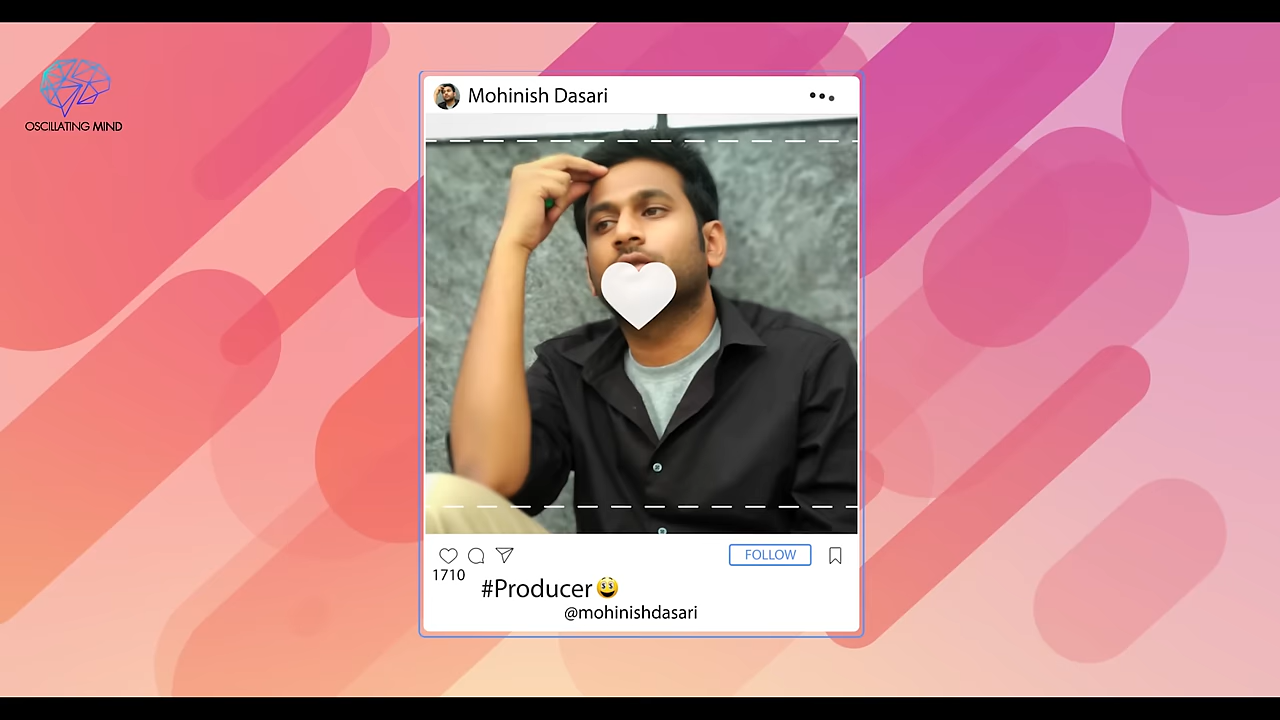 OSCILLATING MIND
Mohinish Dasari
FOLLOW
1710
#Producer
@mohinishdasari